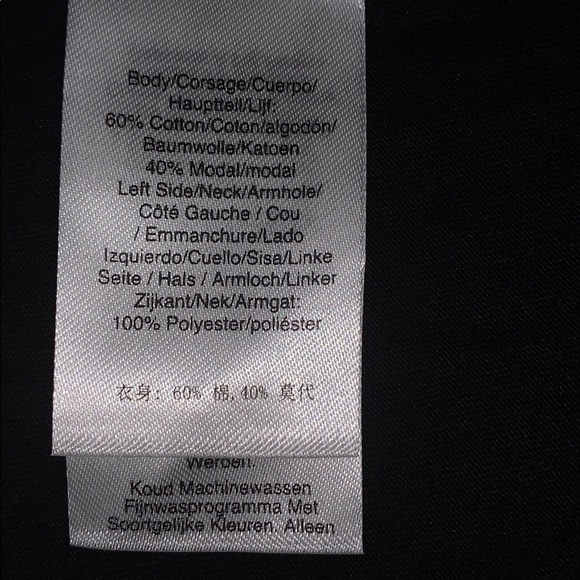 Body/Corsage/Cuerpo/
Hauptteil/Lijf:
60% Cotton/Coton/algodón/
Baumwolle/Katoen
40% Modal/modal
Left Side/Neck/Armhole/
Côté Gauche / Cou
/ Emmanchure/Lado
Izquierdo/Cuello/Sisa/Linke
Seite / Hals / Armloch/Linker
Zijkant/Nek/Armgat:
100% Polyester/poliéster
衣身: 60% 棉,40% 莫代
Werden.
Koud Machinewassen
Fijnwasprogramma Met
Soortgelijke Kleuren. Alleen